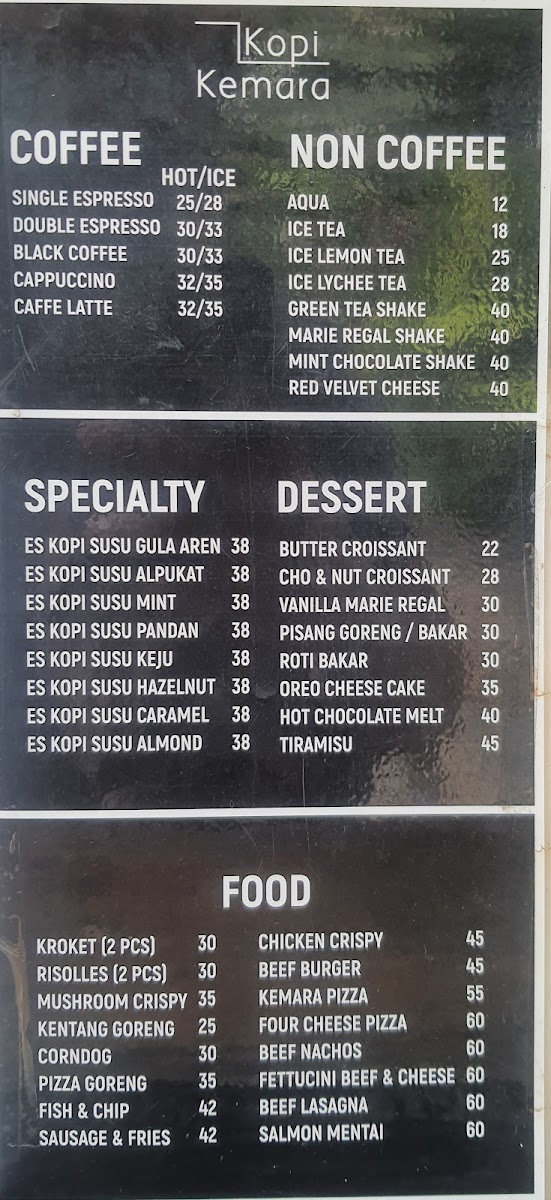 Kopi
Kemara
COFFEE
HOT/ICE
SINGLE ESPRESSO 25/28
DOUBLE ESPRESSO 30/33
BLACK COFFEE 30/33
CAPPUCCINO 32/35
CAFFE LATTE 32/35
NON COFFEE
AQUA 12
ICE TEA 18
ICE LEMON TEA 25
ICE LYCHEE TEA 28
GREEN TEA SHAKE 40
MARIE REGAL SHAKE 40
MINT CHOCOLATE SHAKE 40
RED VELVET CHEESE 40
SPECIALTY
ES KOPI SUSU GULA AREN 38
ES KOPI SUSU ALPUKAT 38
ES KOPI SUSU MINT 38
ES KOPI SUSU PANDAN 38
ES KOPI SUSU KEJU 38
ES KOPI SUSU HAZELNUT 38
ES KOPI SUSU CARAMEL 38
ES KOPI SUSU ALMOND 38
DESSERT
BUTTER CROISSANT 22
CHO & NUT CROISSANT 28
VANILLA MARIE REGAL 30
PISANG GORENG / BAKAR 30
ROTI BAKAR 30
OREO CHEESE CAKE 35
HOT CHOCOLATE MELT 40
TIRAMISU 45
FOOD
KROKET (2 PCS) 30
RISOLLES (2 PCS) 30
MUSHROOM CRISPY 35
KENTANG GORENG 25
CORNDOG 30
PIZZA GORENG 35
FISH & CHIP 42
SAUSAGE & FRIES 42
CHICKEN CRISPY 45
BEEF BURGER 45
KEMARA PIZZA 55
FOUR CHEESE PIZZA 60
BEEF NACHOS 60
FETTUCINI BEEF & CHEESE 60
BEEF LASAGNA 60
SALMON MENTAI 60